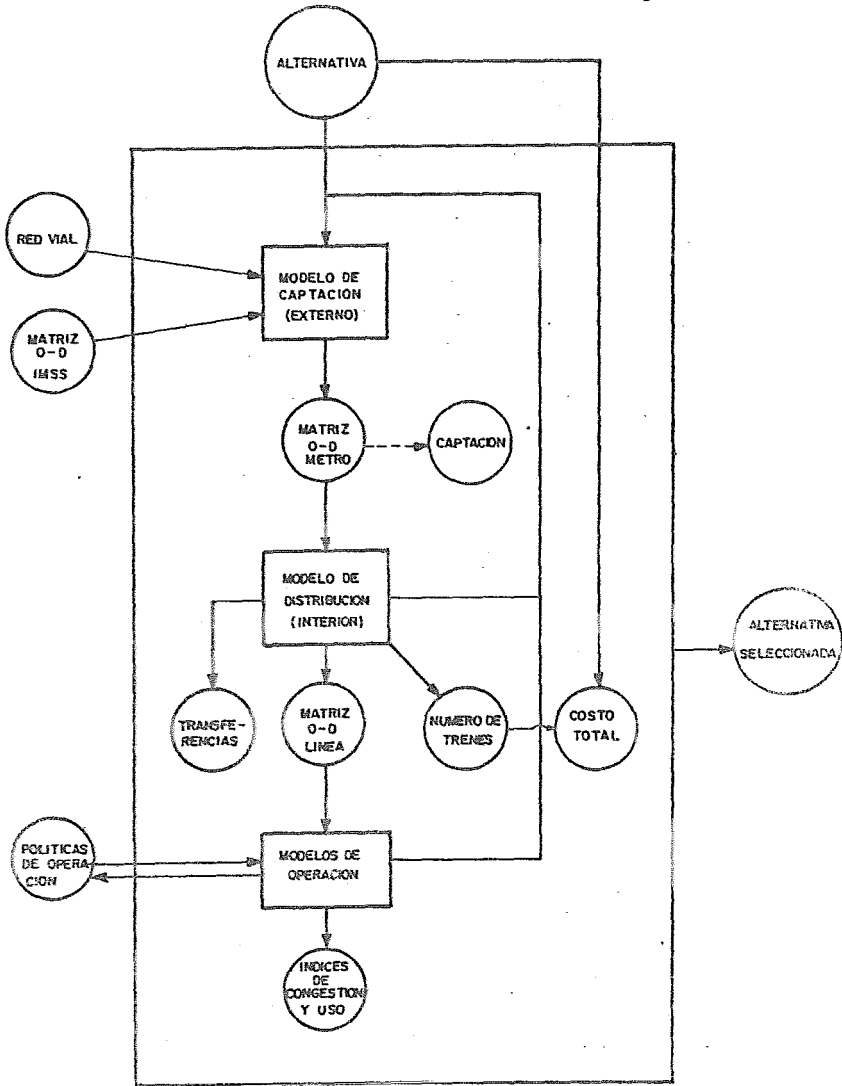 ALTERNATIVA
RED VIAL
MODELO DE
CAPTACION
(EXTERNO)
MATRIZ
O-D
IMSS
MATRIZ
O-D
METRO
CAPTACION
MODELO DE
DISTRIBUCION
(INTERIOR)
ALTERNATIVA
SELECCIONADA
TRANSFE-
RENCIAS
MATRIZ
O-D
LINEA
NUMERO DE
TRENES
COSTO
TOTAL
POLITICAS
DE OPERA
CION
MODELOS DE
OPERACION
INDICES
DE
CONGESTION
Y USO